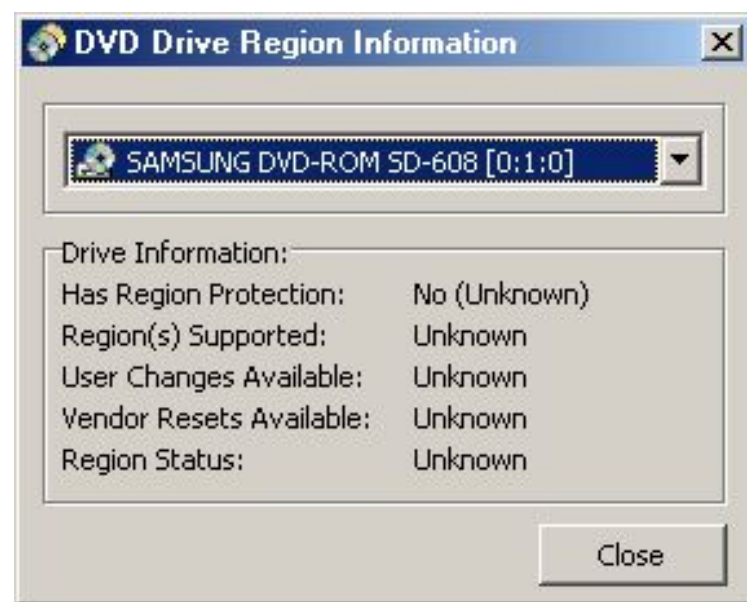 DVD Drive Region Information
SAMSUNG DVD-ROM SD-608 [0:1:0]
Drive Information:
Has Region Protection: No (Unknown)
Region(s) Supported: Unknown
User Changes Available: Unknown
Vendor Resets Available: Unknown
Region Status: Unknown
Close